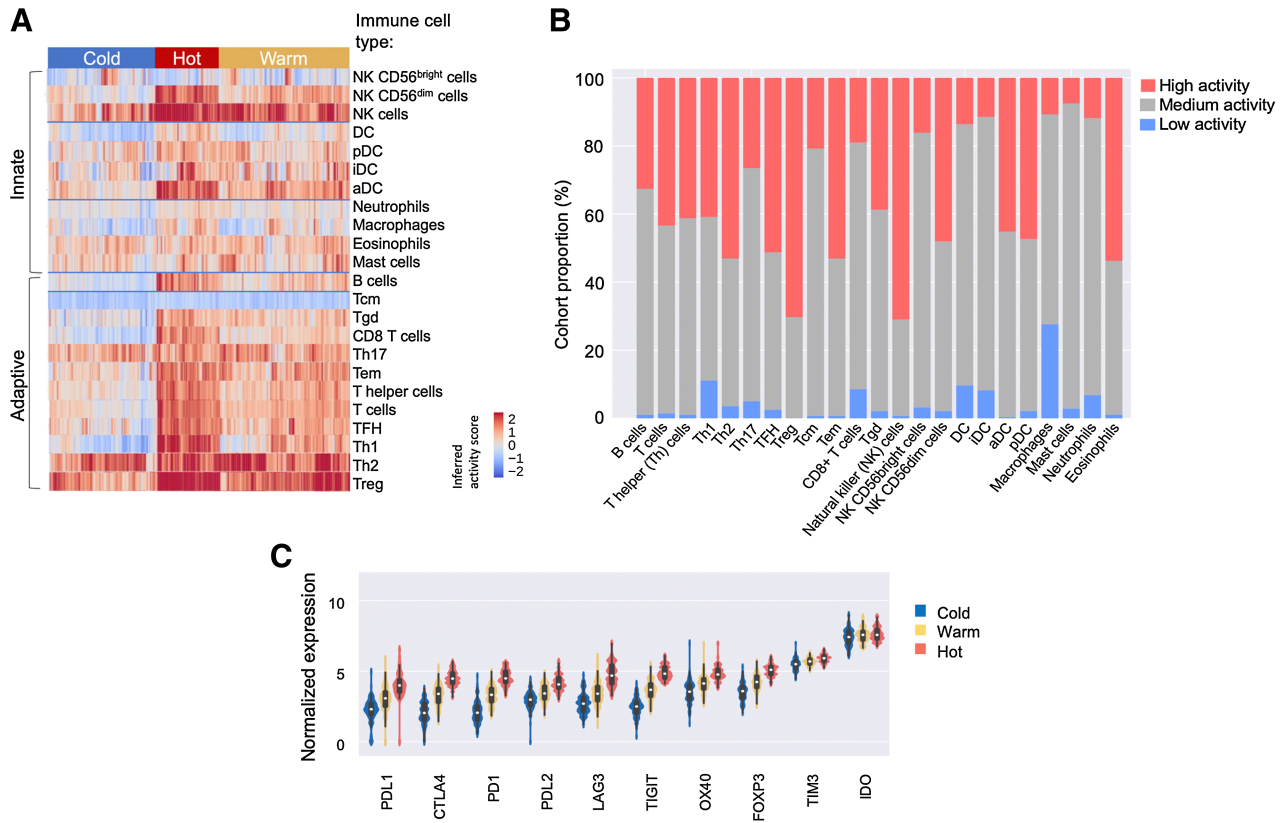 A
Immune cell
type:
Cold
Hot
Warm
Innate
Adaptive
NK CD56bright cells
NK CD56dim cells
NK cells
DC
pDC
iDC
aDC
Neutrophils
Macrophages
Eosinophils
Mast cells
B cells
Tcm
Tgd
CD8 T cells
Th17
Tem
T helper cells
T cells
TFH
Th1
Th2
Treg
Inferred
activity score
2
1
0
−1
−2
B
Cohort proportion (%)
100
80
60
40
20
0
B cells
T cells
T helper (Th) cells
Th1
Th2
Th17
TFH
Treg
Tcm
Tem
CD8+ T cells
Tgd
Natural killer (NK) cells
NK CD56bright cells
NK CD56dim cells
DC
iDC
aDC
pDC
Macrophages
Mast cells
Neutrophils
Eosinophils
High activity
Medium activity
Low activity
C
Normalized expression
10
5
0
PDL1
CTLA4
PD1
PDL2
LAG3
TIGIT
OX40
FOXP3
TIM3
IDO
Cold
Warm
Hot